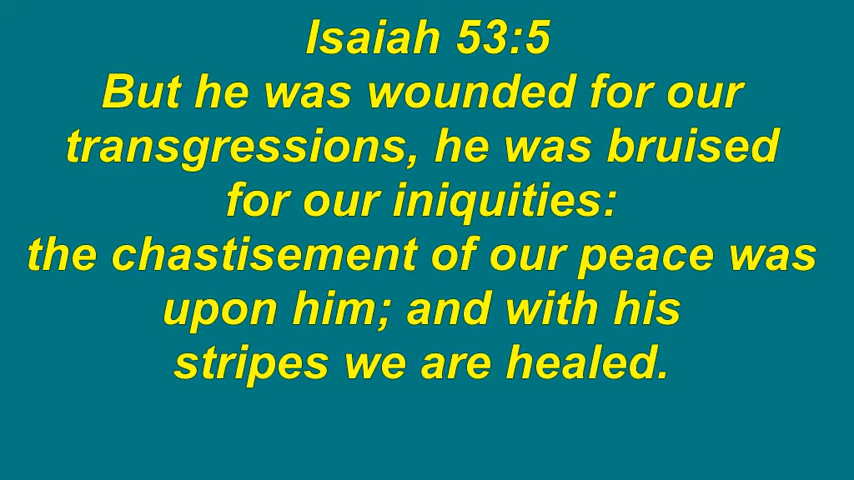 Isaiah 53:5
But he was wounded for our
transgressions, he was bruised
for our iniquities:
the chastisement of our peace was
upon him; and with his
stripes we are healed.